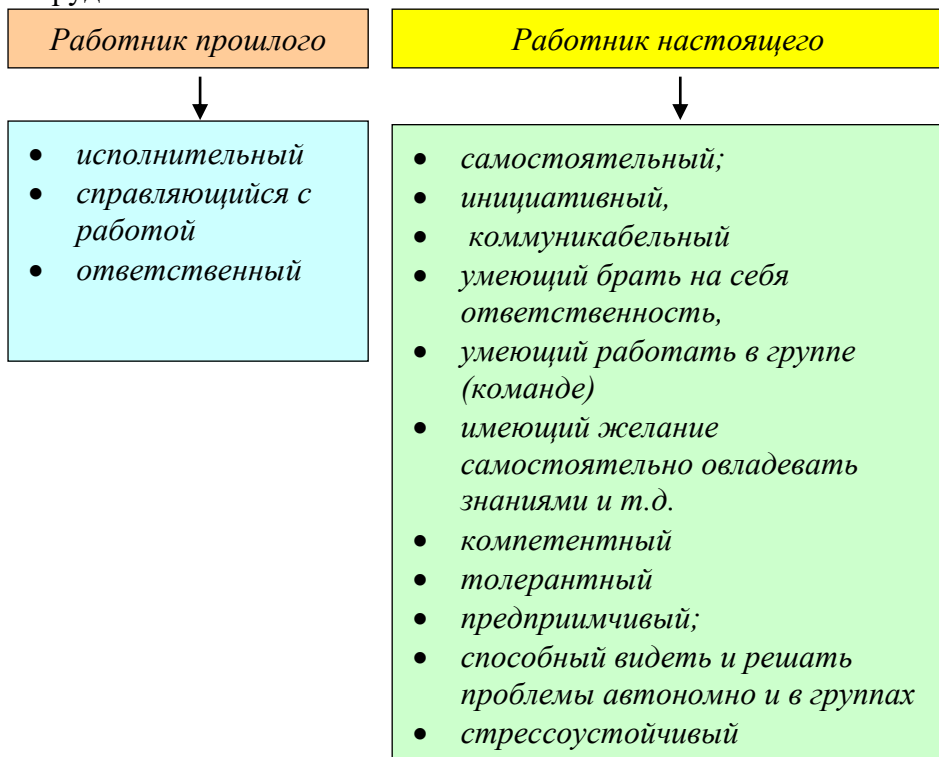 Работник прошлого
Работник настоящего
• исполнительный
• справляющийся с
работой
• ответственный
• самостоятельный;
• инициативный,
• коммуникабельный
• умеющий брать на себя
ответственность,
• умеющий работать в группе
(команде)
• имеющий желание
самостоятельно овладевать
знаниями и т.д.
• компетентный
• толерантный
• предприимчивый;
• способный видеть и решать
проблемы автономно и в группах
• стрессоустойчивый